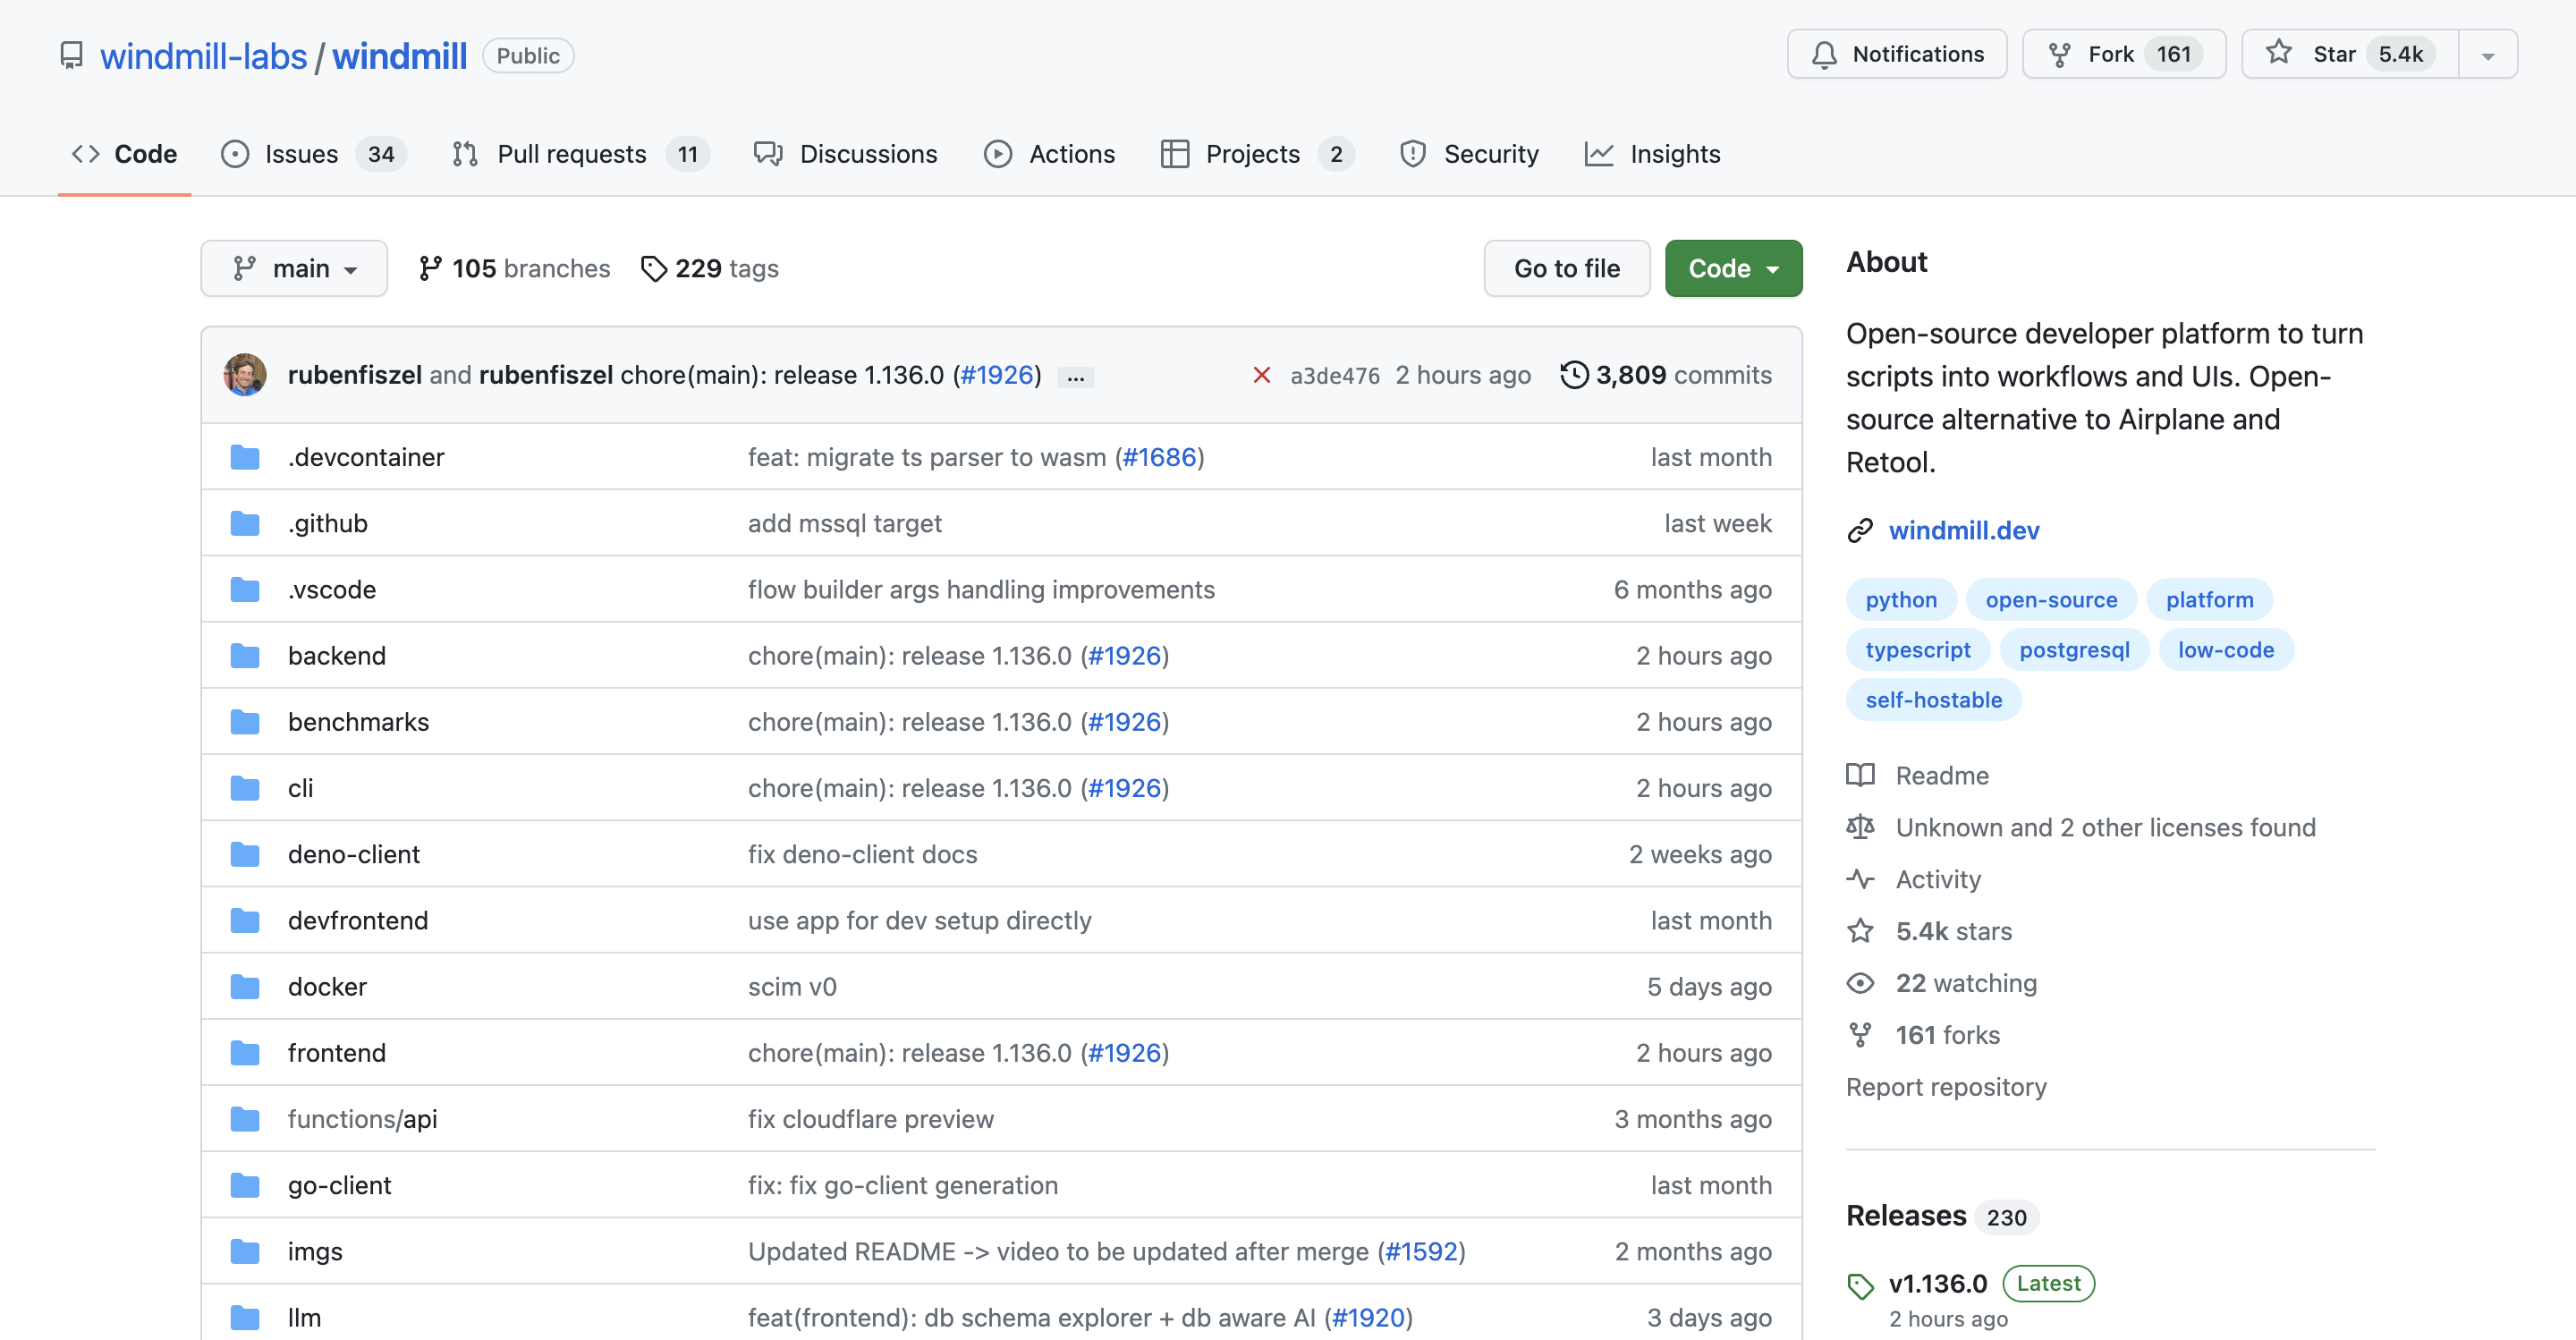 windmill-labs / windmill Public
Notifications Fork 161 Star 5.4k
Code Issues 34 Pull requests 11 Discussions Actions Projects 2 Security Insights
main 105 branches 229 tags Go to file Code
rubenfiszel and rubenfiszel chore(main): release 1.136.0 (#1926) ... a3de476 2 hours ago 3,809 commits
.devcontainer feat: migrate ts parser to wasm (#1686) last month
.github add mssql target last week
.vscode flow builder args handling improvements 6 months ago
backend chore(main): release 1.136.0 (#1926) 2 hours ago
benchmarks chore(main): release 1.136.0 (#1926) 2 hours ago
cli chore(main): release 1.136.0 (#1926) 2 hours ago
deno-client fix deno-client docs 2 weeks ago
devfrontend use app for dev setup directly last month
docker scim v0 5 days ago
frontend chore(main): release 1.136.0 (#1926) 2 hours ago
functions/api fix cloudflare preview 3 months ago
go-client fix: fix go-client generation last month
imgs Updated README -> video to be updated after merge (#1592) 2 months ago
llm feat(frontend): db schema explorer + db aware AI (#1920) 3 days ago
About
Open-source developer platform to turn
scripts into workflows and UIs. Open-
source alternative to Airplane and
Retool.
windmill.dev
python open-source platform
typescript postgresql low-code
self-hostable
Readme
Unknown and 2 other licenses found
Activity
5.4k stars
22 watching
161 forks
Report repository
Releases 230
v1.136.0 Latest
2 hours ago